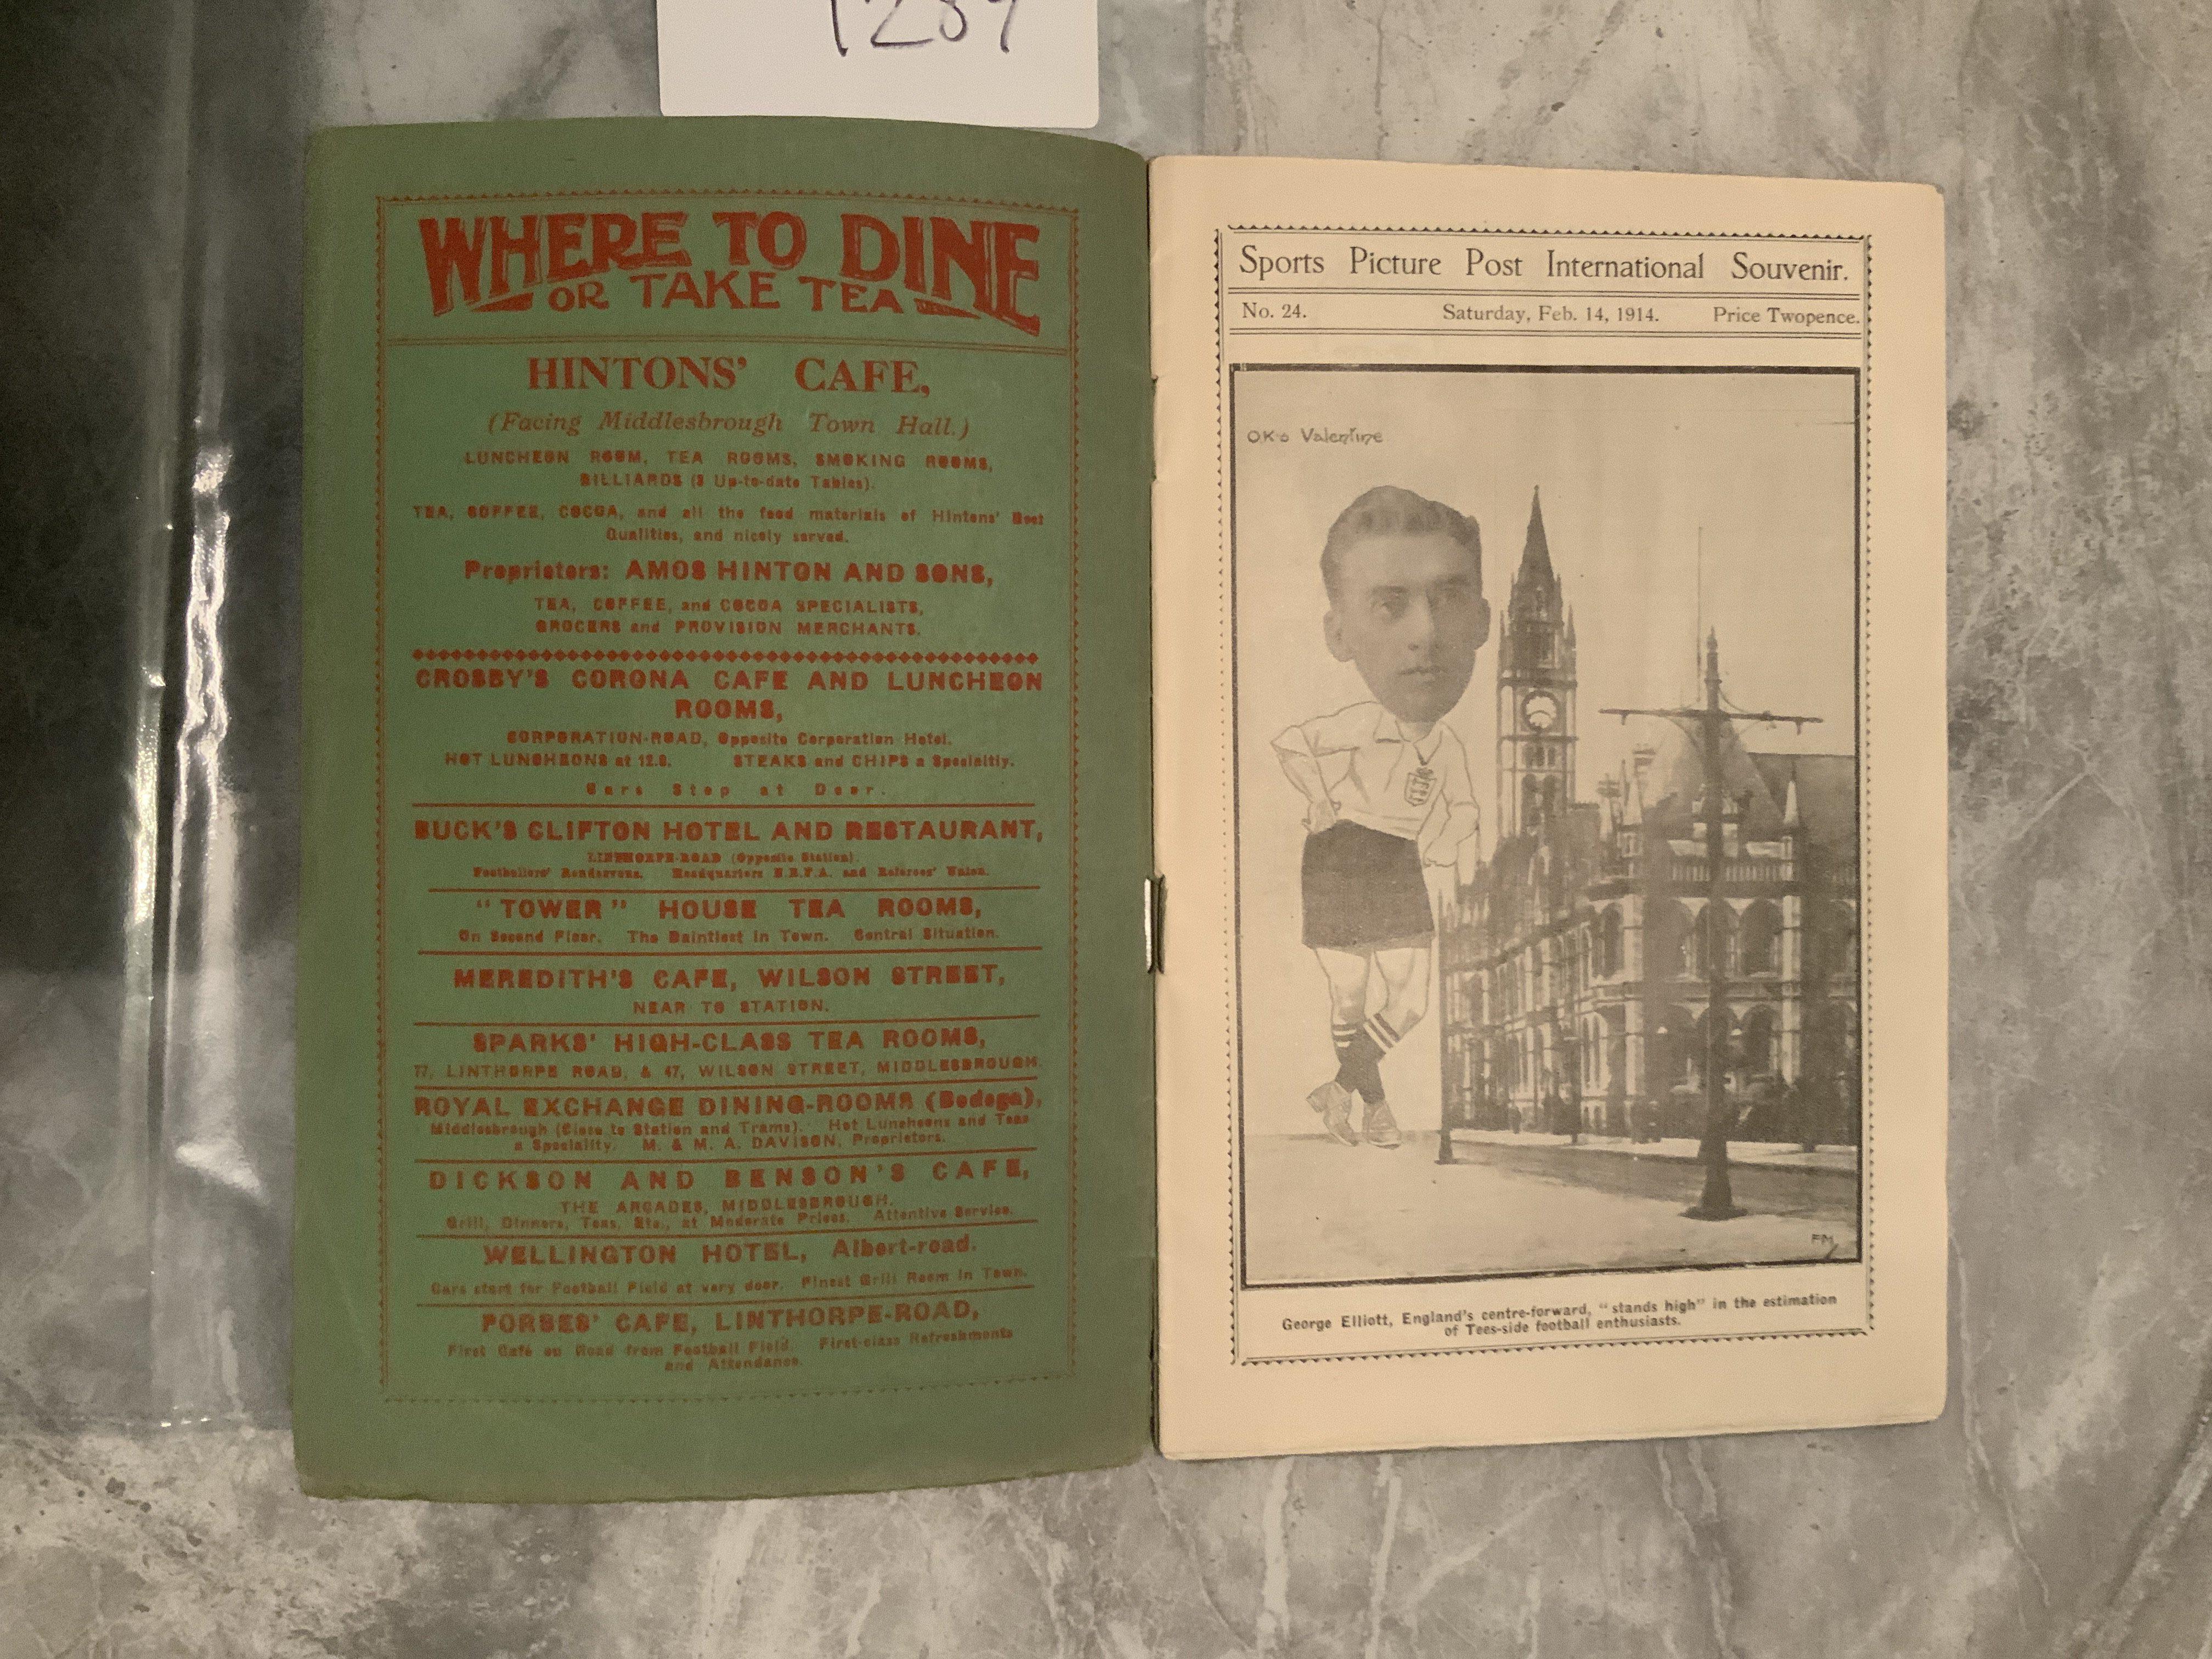 1289
WHERE TO DINE
OR TAKE TEA
HINTONS' CAFE,
(Facing Middlesbrough Town Hall.)
LUNCHEON ROOM, TEA ROOMS, SMOKING ROOMS,
BILLIARDS (3 Up-to-date Tables).
TEA, COFFEE, COCOA, and all the food materials of Hintons' Best
Qualities, and nicely served.
Proprietors: AMOS HINTON AND SONS,
TEA, COFFEE, and COCOA SPECIALISTS,
GROCERS and PROVISION MERCHANTS.
CROSBY'S CORONA CAFE AND LUNCHEON
ROOMS,
CORPORATION-ROAD, Opposite Corporation Hotel.
HOT LUNCHEONS at 12.0. STEAKS and CHIPS a Speciality.
Cars Stop at Door.
BUCK'S CLIFTON HOTEL AND RESTAURANT,
LINTHORPE-ROAD (Opposite Station).
Footballers' Rendezvous. Headquarters and Referees' Union.
"TOWER" HOUSE TEA ROOMS,
On Second Floor. The Daintiest in Town. Central Situation.
MEREDITH'S CAFE, WILSON STREET,
NEAR TO STATION.
SPARKS' HIGH-CLASS TEA ROOMS,
77, LINTHORPE ROAD, & 47, WILSON STREET, MIDDLESBROUGH.
ROYAL EXCHANGE DINING-ROOMS (Bodega),
Middlesbrough (Close to Station and Trams). Hot Luncheons and Teas
a Speciality. M. & M. A. DAVISON, Proprietors.
DICKSON AND BENSON'S CAFE,
THE ARCADES, MIDDLESBROUGH.
Grill, Dinners, Teas, Etc., at Moderate Prices. Attentive Service.
WELLINGTON HOTEL, Albert-road.
Cars start for Football Field at very door. Finest Grill Room in Town.
FORBES' CAFE, LINTHORPE-ROAD,
First Café on Road from Football Field. First-class Refreshments
and Attendance.
Sports Picture Post International Souvenir.
No. 24. Saturday, Feb. 14, 1914. Price Twopence.
Valentine
FM
George Elliott, England's centre-forward, "stands high" in the estimation
of Tees-side football enthusiasts.